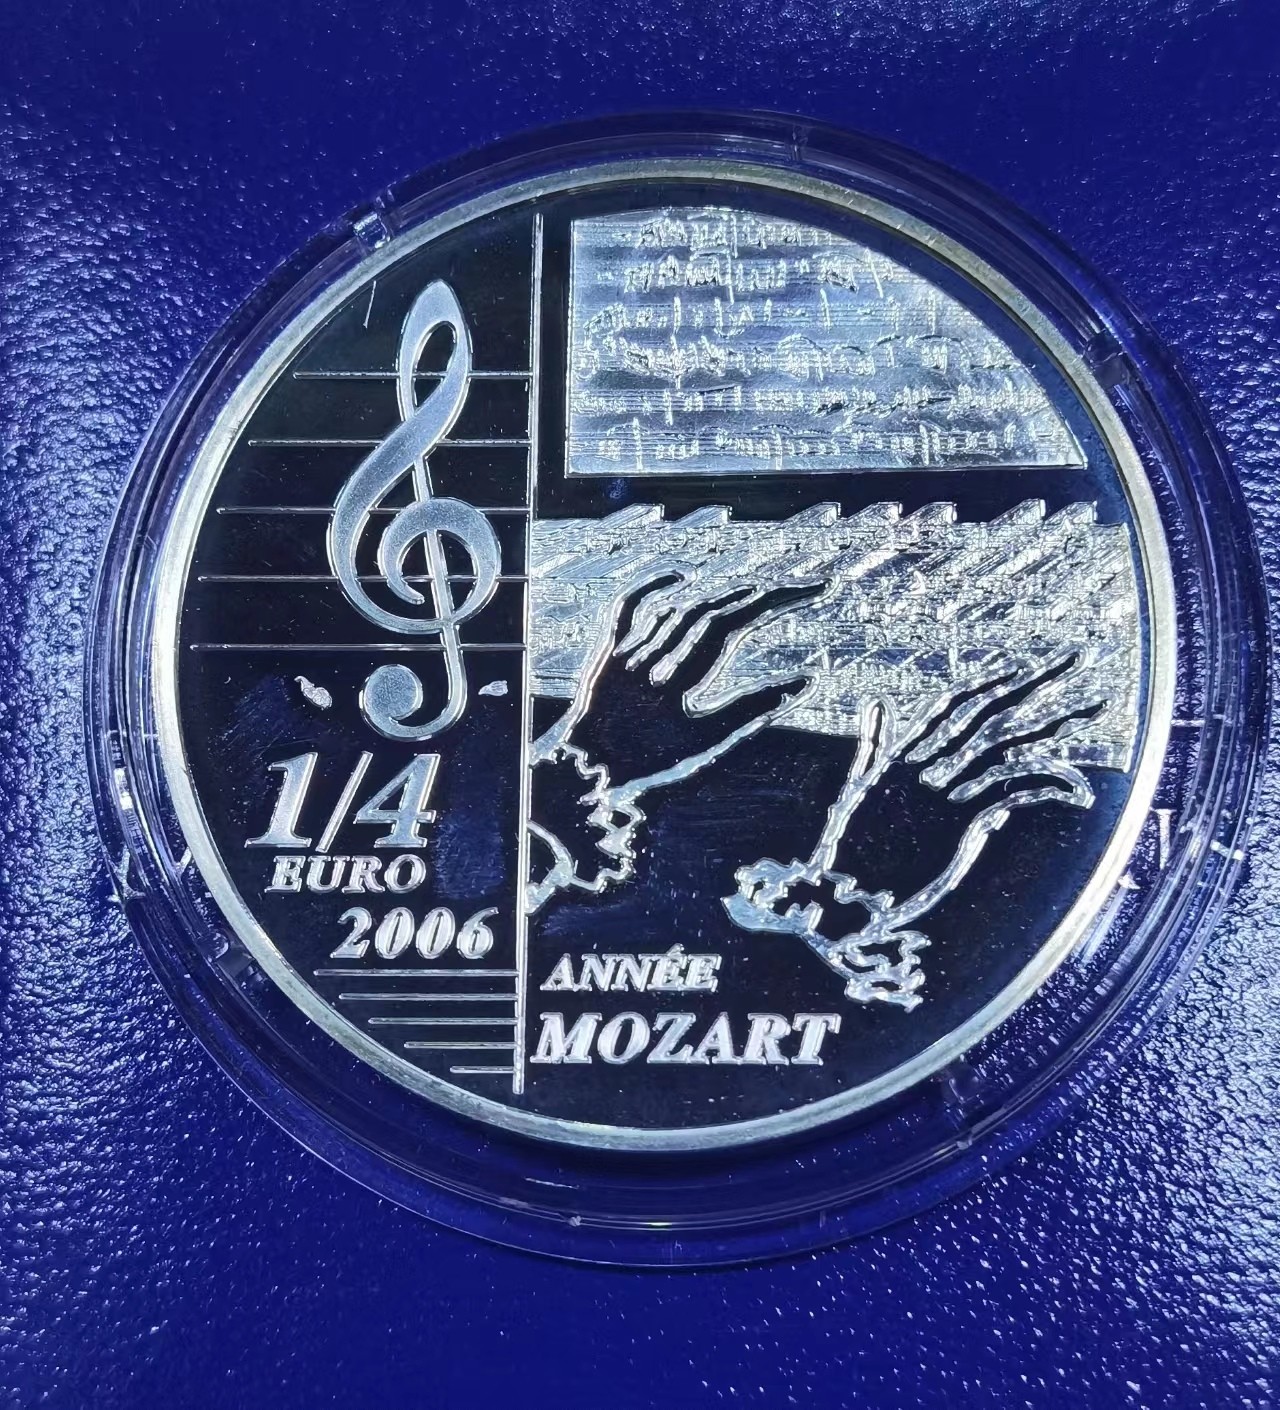 1/4
EURO
2006
ANNÉE
MOZART